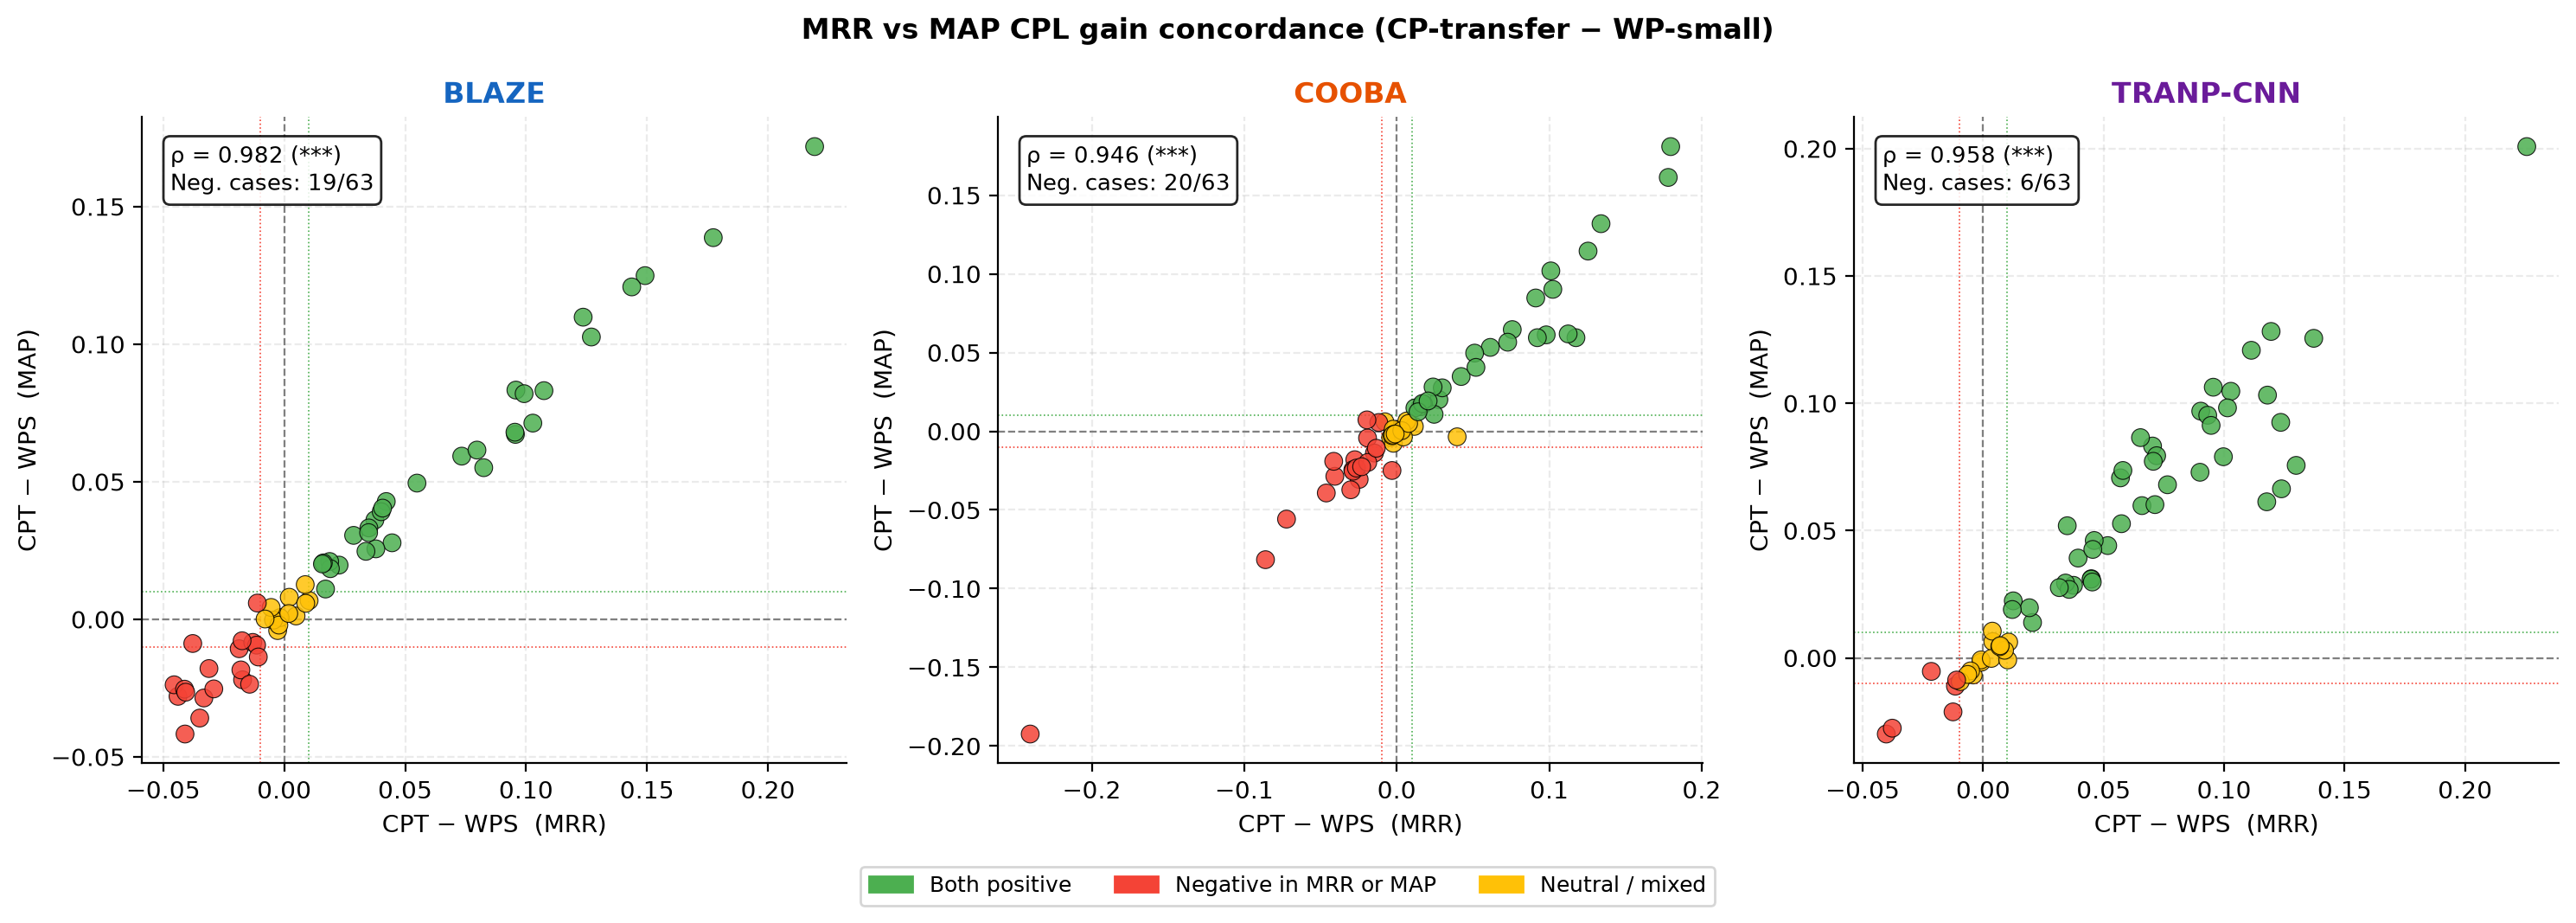 MRR vs MAP CPL gain concordance (CP-transfer − WP-small)
BLAZE
ρ = 0.982 (***)
Neg. cases: 19/63
CPT − WPS (MAP)
0.15
0.10
0.05
0.00
−0.05
−0.05
0.00
0.05
0.10
0.15
0.20
CPT − WPS (MRR)
COOBA
ρ = 0.946 (***)
Neg. cases: 20/63
CPT − WPS (MAP)
0.15
0.10
0.05
0.00
−0.05
−0.10
−0.15
−0.20
−0.2
−0.1
0.0
0.1
0.2
CPT − WPS (MRR)
TRANP-CNN
ρ = 0.958 (***)
Neg. cases: 6/63
CPT − WPS (MAP)
0.20
0.15
0.10
0.05
0.00
−0.05
0.00
0.05
0.10
0.15
0.20
CPT − WPS (MRR)
Both positive
Negative in MRR or MAP
Neutral / mixed